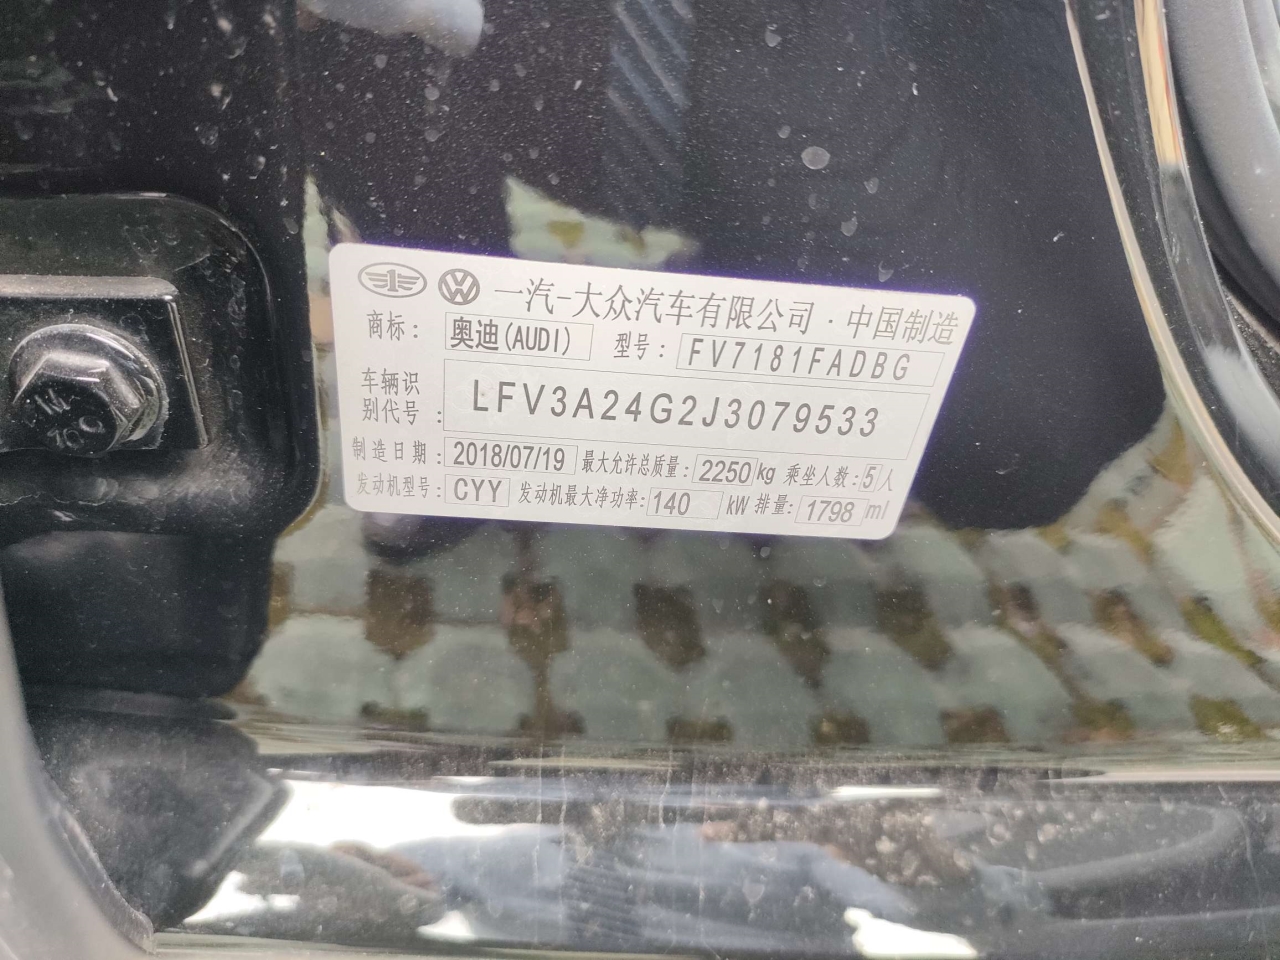 一汽-大众汽车有限公司·中国制造
商标: 奥迪(AUDI) 型号: FV7181FADBG
车辆识
别代号: LFV3A24G2J3079533
制造日期: 2018/07/19 最大允许总质量: 2250kg 乘坐人数: 5人
发动机型号: CYY 发动机最大净功率: 140 kW 排量: 1798 ml
100